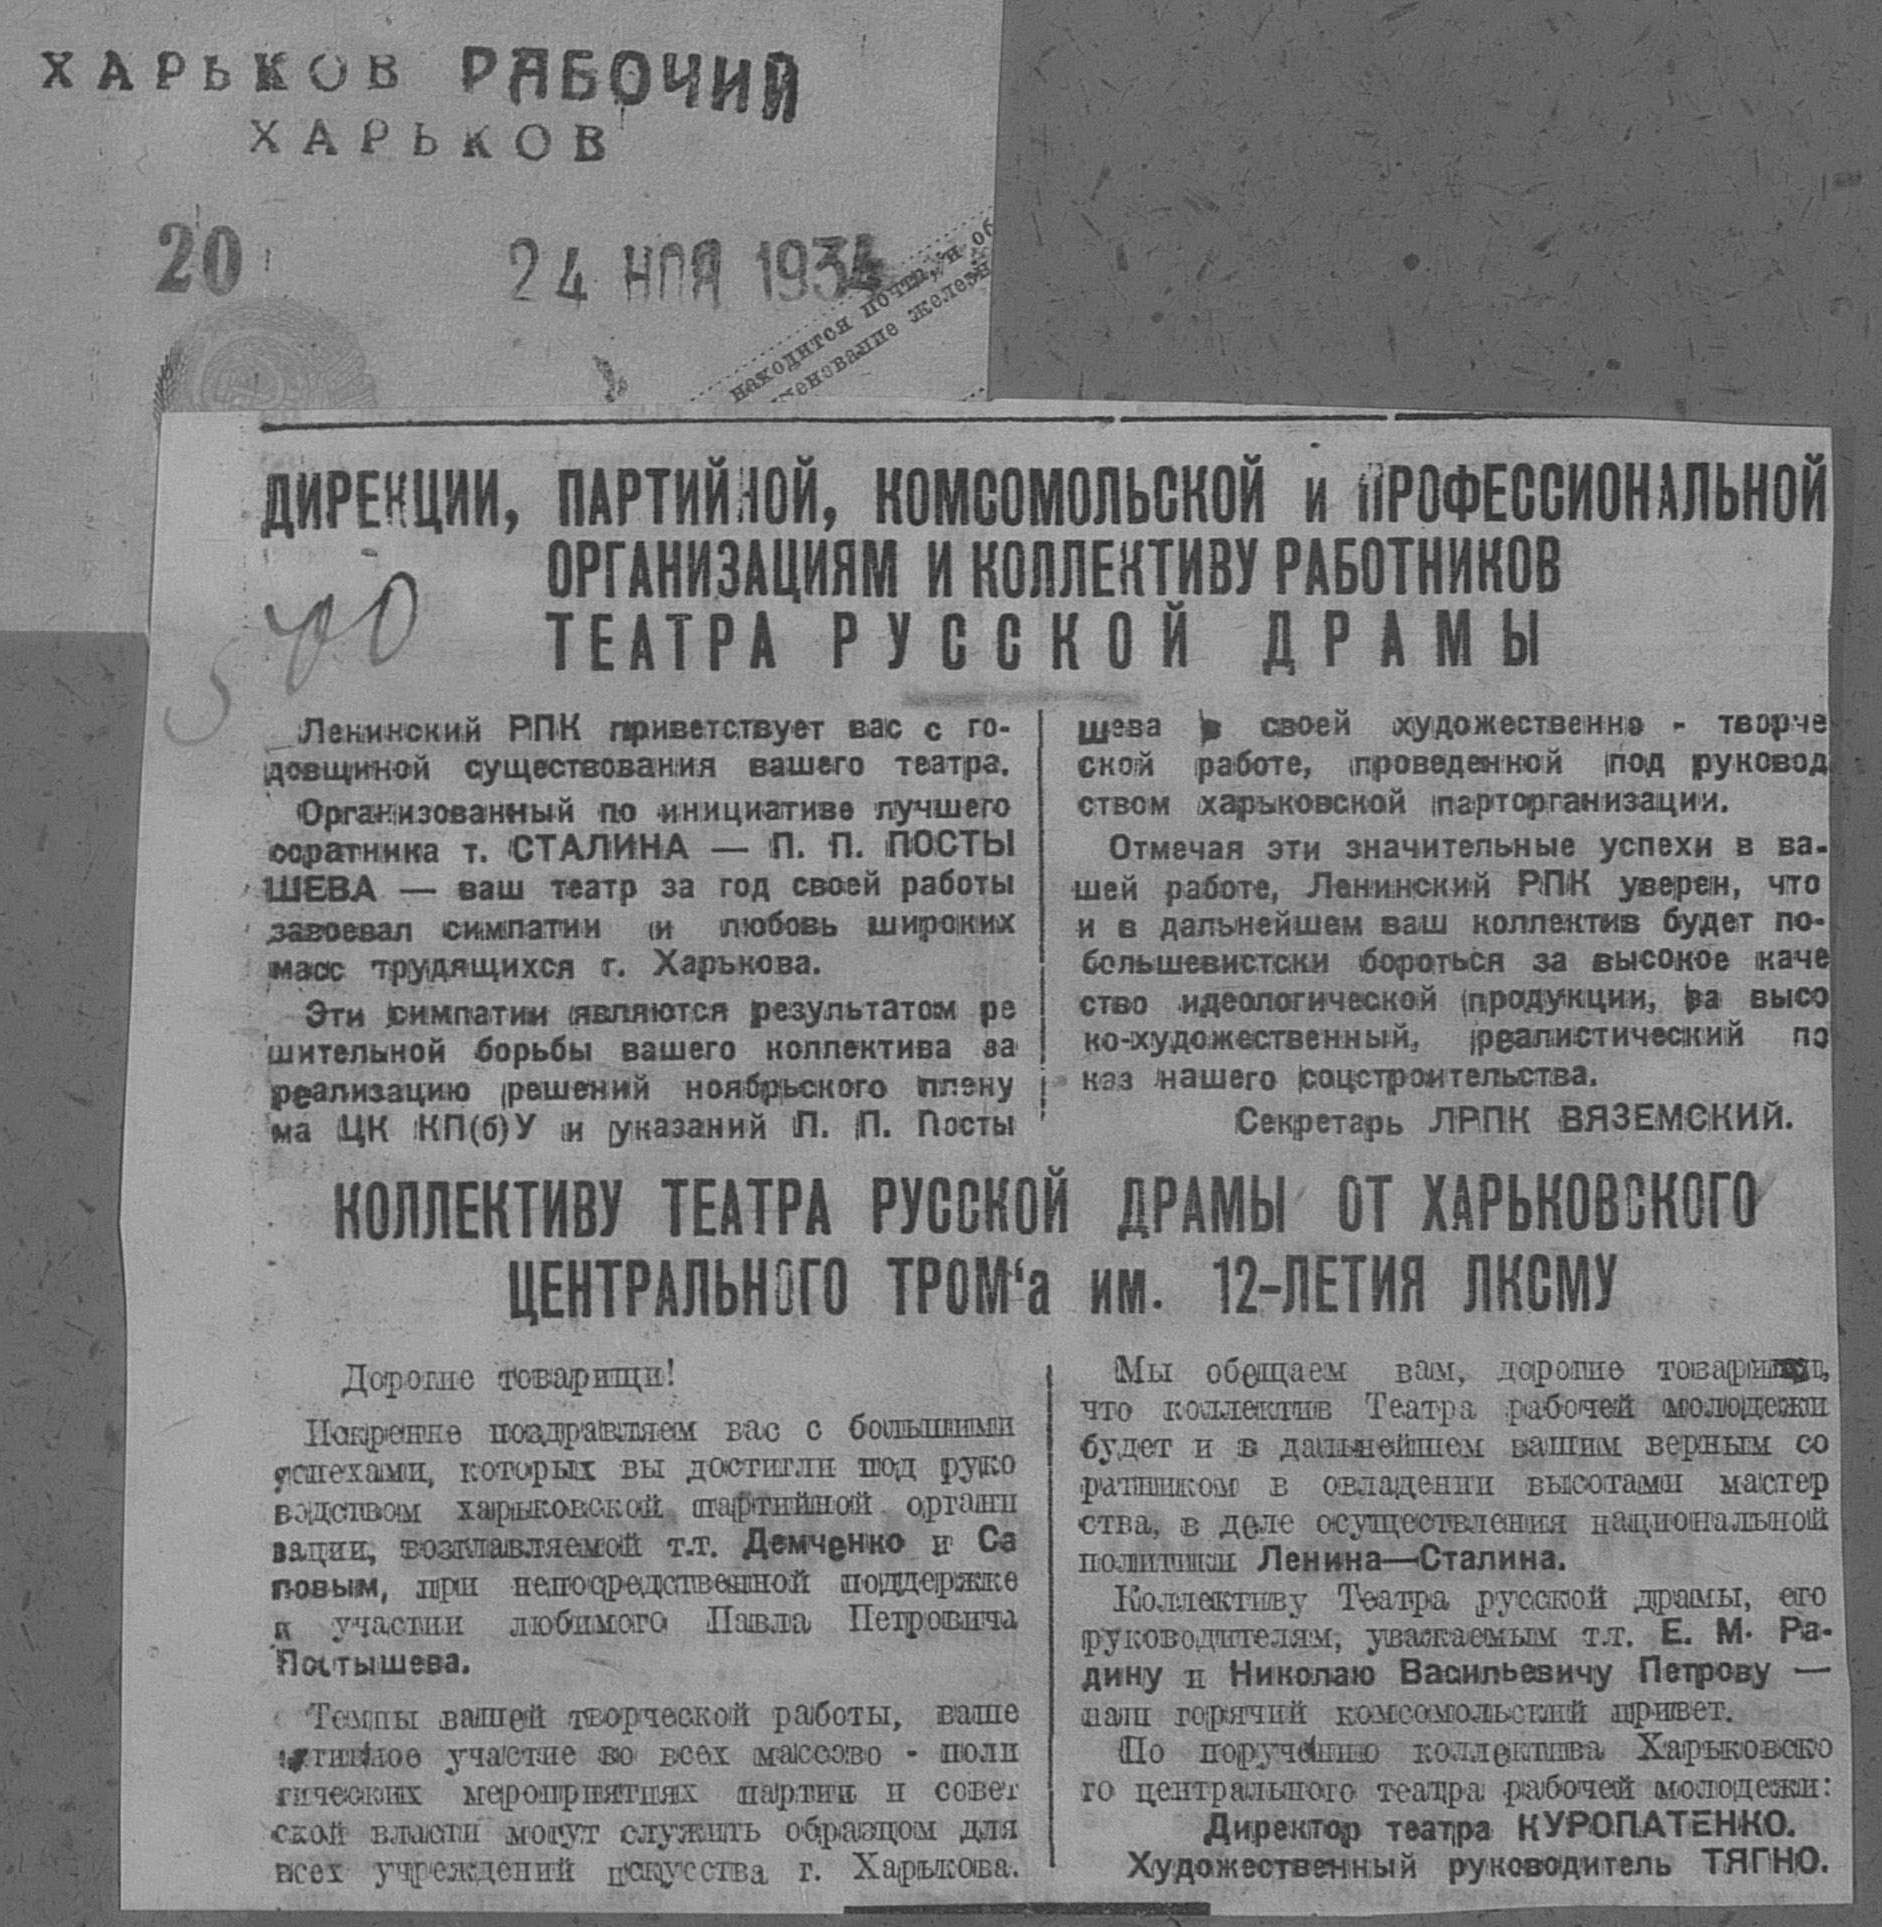 ХАРЬКОВ РАБОЧИЙ
ХАРЬКОВ
20
24 НОЯ 1934
находится почта, и об
менование железн
ДИРЕКЦИИ, ПАРТИЙНОЙ, КОМСОМОЛЬСКОЙ и ПРОФЕССИОНАЛЬНОЙ
ОРГАНИЗАЦИЯМ И КОЛЛЕКТИВУ РАБОТНИКОВ
ТЕАТРА РУССКОЙ ДРАМЫ
Ленинский РПК приветствует вас с го-
довщиной существования вашего театра.
Организованный по инициативе лучшего
соратника т. СТАЛИНА — П. П. ПОСТЫ
ШЕВА — ваш театр за год своей работы
завоевал симпатии и любовь широких
масс трудящихся г. Харькова.
Эти симпатии являются результатом ре
шительной борьбы вашего коллектива за
реализацию решений ноябрьского плену
ма ЦК КП(б)У и указаний П. П. Посты
шева в своей художественно - творче
ской работе, проведенной под руковод
ством харьковской парторганизации.
Отмечая эти значительные успехи в ва-
шей работе, Ленинский РПК уверен, что
и в дальнейшем ваш коллектив будет по-
большевистски бороться за высокое каче
ство идеологической продукции, за высо
ко-художественный, реалистический по
каз нашего соцстроительства.
Секретарь ЛРПК ВЯЗЕМСКИЙ.
КОЛЛЕКТИВУ ТЕАТРА РУССКОЙ ДРАМЫ ОТ ХАРЬКОВСКОГО
ЦЕНТРАЛЬНОГО ТРОМ‘а им. 12-ЛЕТИЯ ЛКСМУ
Дорогие товарищи!
Искренне поздравляем вас с большими
успехами, которых вы достигли под руко
водством харьковской партийной органи
зации, возглавляемой т.т. Демченко и Са
повым, при непосредственной поддержке
и участии любимого Павла Петровича
Постышева.
Темпы вашей творческой работы, ваше
активное участие во всех массово - поли
тических мероприятиях партии и совет
ской власти могут служить образцом для
всех учреждений искусства г. Харькова.
Мы обещаем вам, дорогие товарищи,
что коллектив Театра рабочей молодежи
будет и в дальнейшем вашим верным со
ратником в овладении высотами мастер
ства, в деле осуществления национальной
политики Ленина—Сталина.
Коллективу Театра русской драмы, его
руководителям, уважаемым т.т. Е. М. Ра-
дину и Николаю Васильевичу Петрову —
наш горячий комсомольский привет.
По поручению коллектива Харьковско
го центрального театра рабочей молодежи:
Директор театра КУРОПАТЕНКО.
Художественный руководитель ТЯГНО.